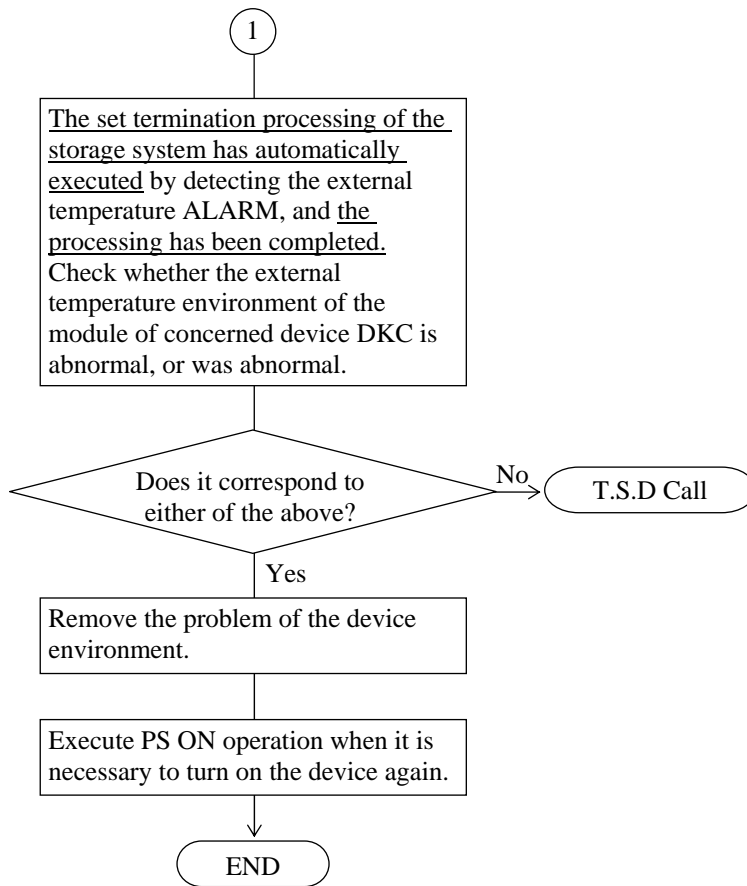 1
The set termination processing of the
storage system has automatically
executed by detecting the external
temperature ALARM, and the
processing has been completed.
Check whether the external
temperature environment of the
module of concerned device DKC is
abnormal, or was abnormal.
Does it correspond to
either of the above?
No
T.S.D Call
Yes
Remove the problem of the device
environment.
Execute PS ON operation when it is
necessary to turn on the device again.
END